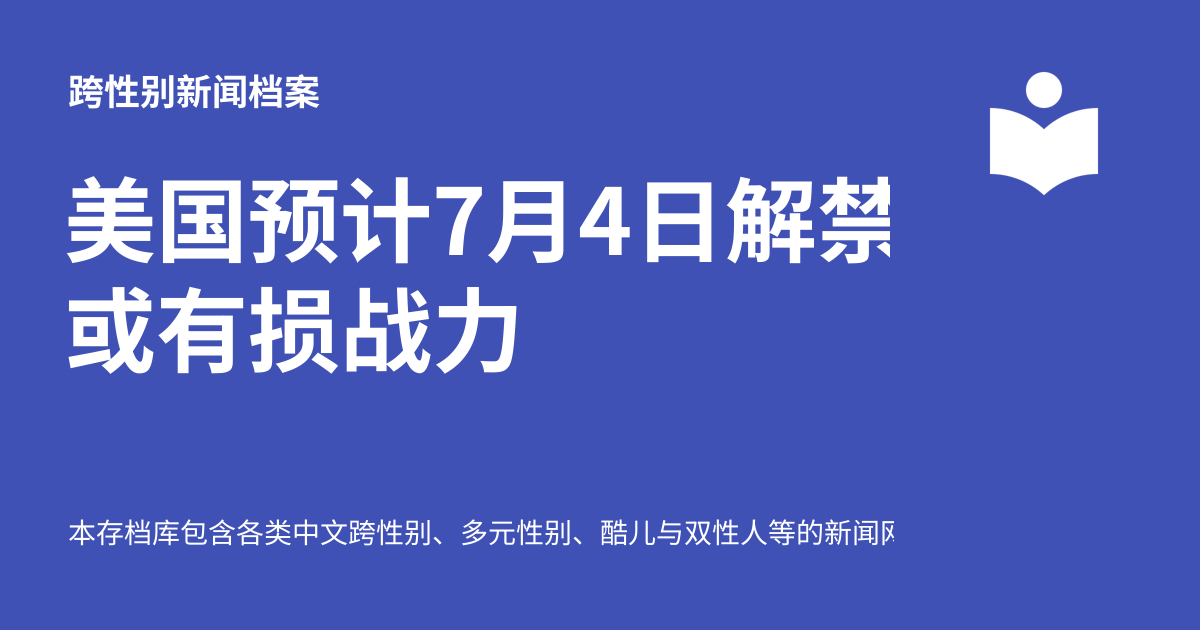 跨性别新闻档案
美国预计7月4日解禁
或有损战力
本存档库包含各类中文跨性别、多元性别、酷儿与双性人等的新闻网